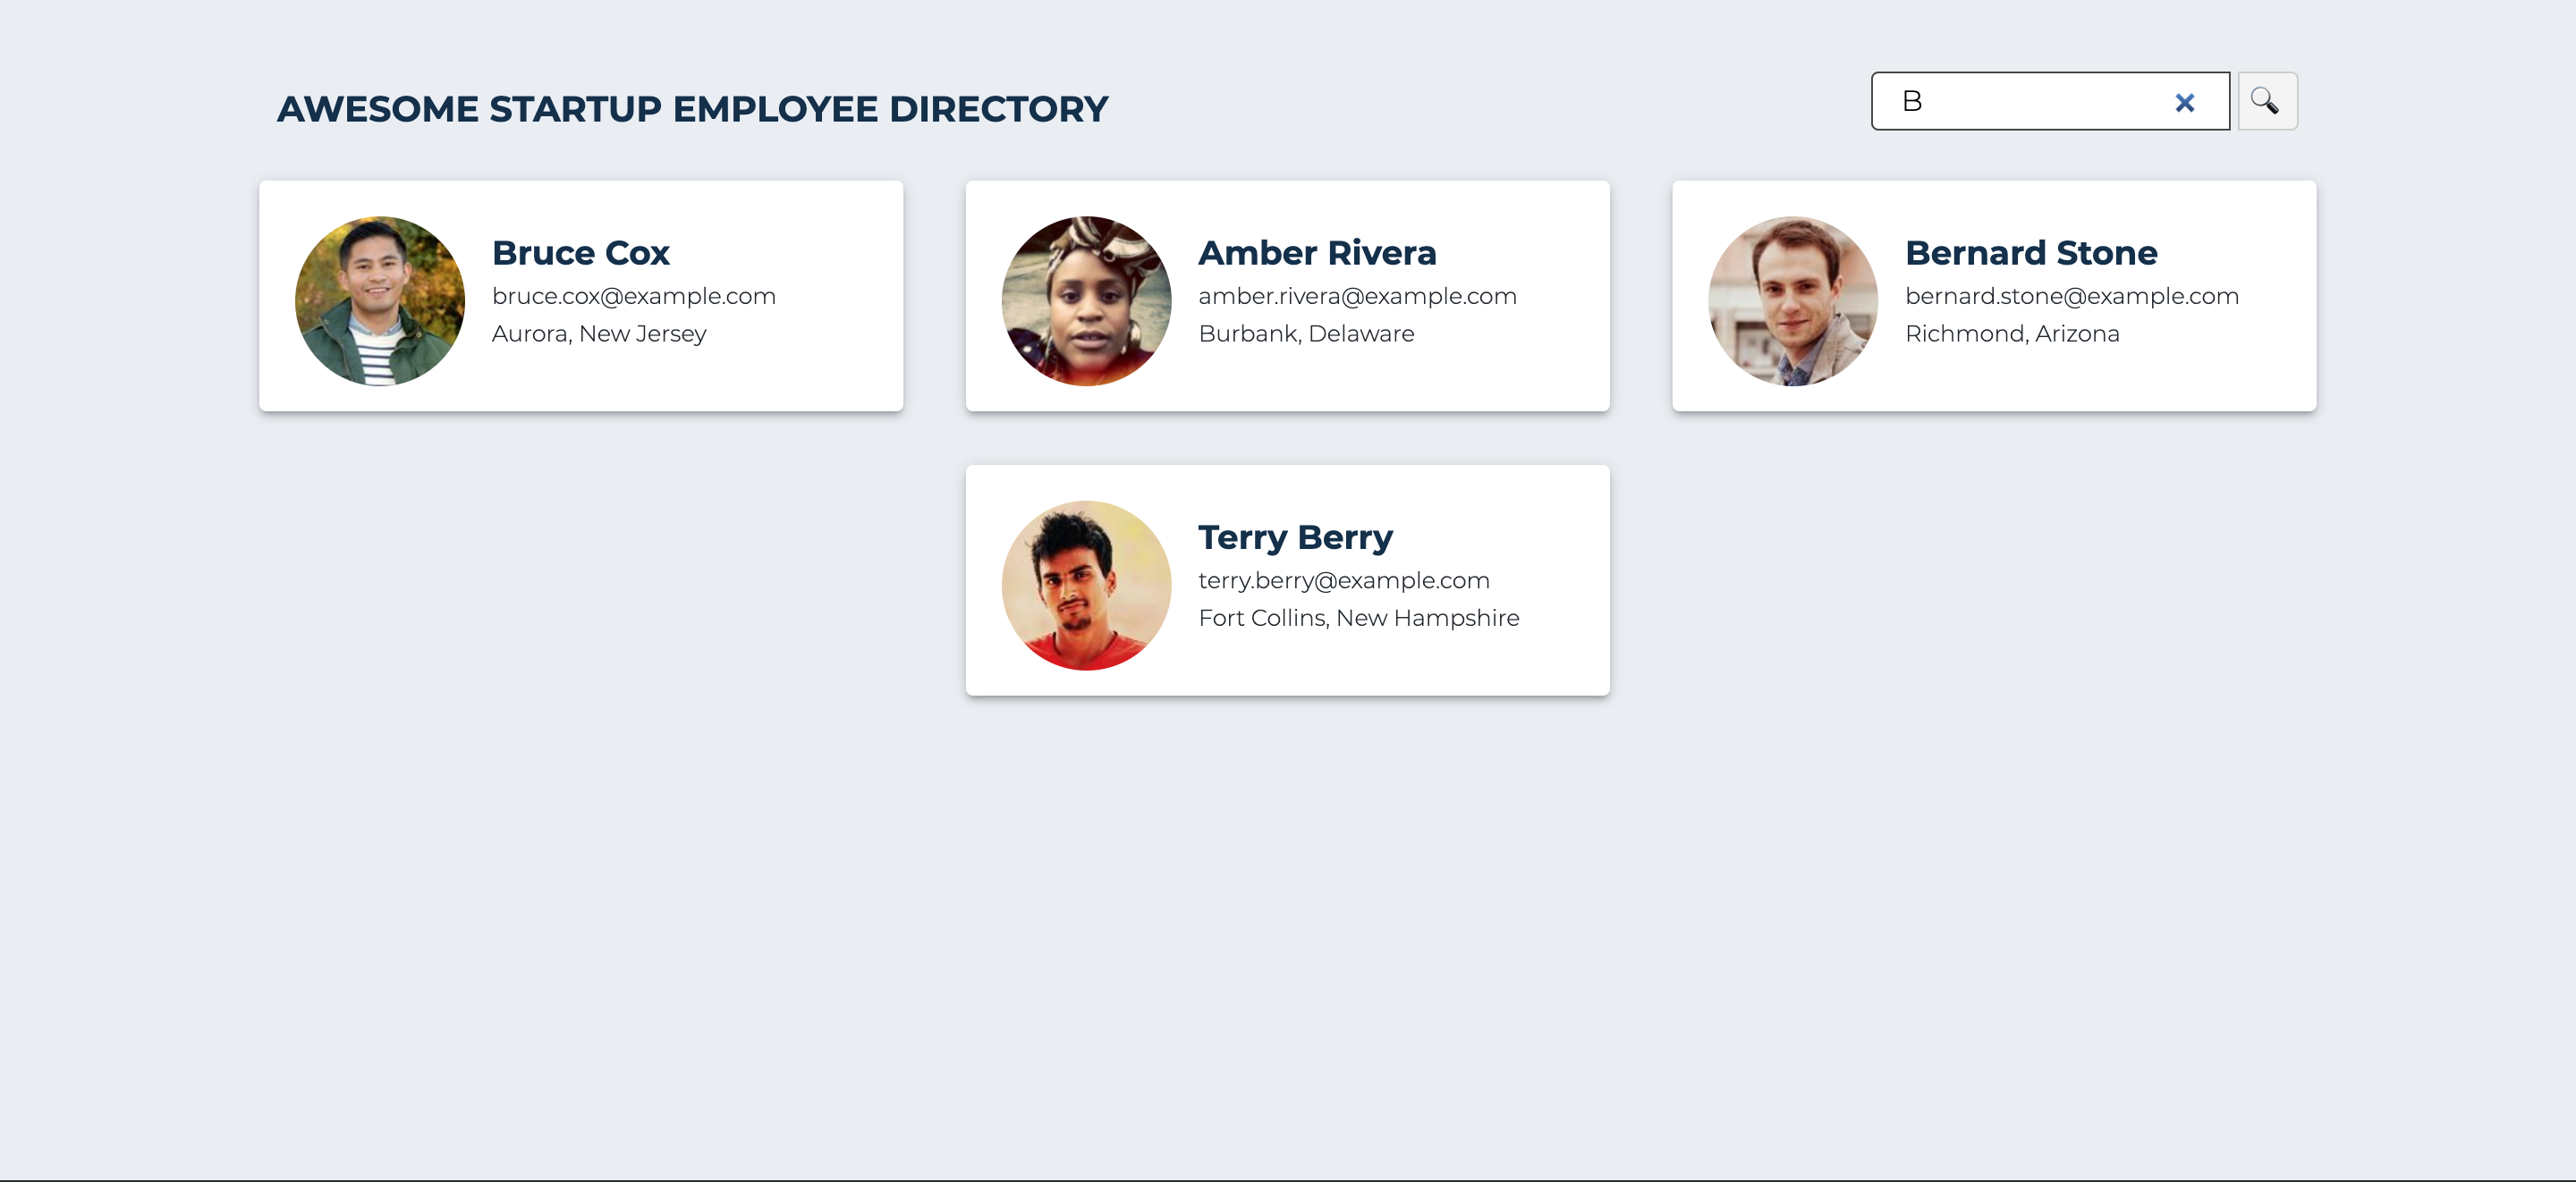 AWESOME STARTUP EMPLOYEE DIRECTORY
B
Bruce Cox
bruce.cox@example.com
Aurora, New Jersey
Amber Rivera
amber.rivera@example.com
Burbank, Delaware
Bernard Stone
bernard.stone@example.com
Richmond, Arizona
Terry Berry
terry.berry@example.com
Fort Collins, New Hampshire